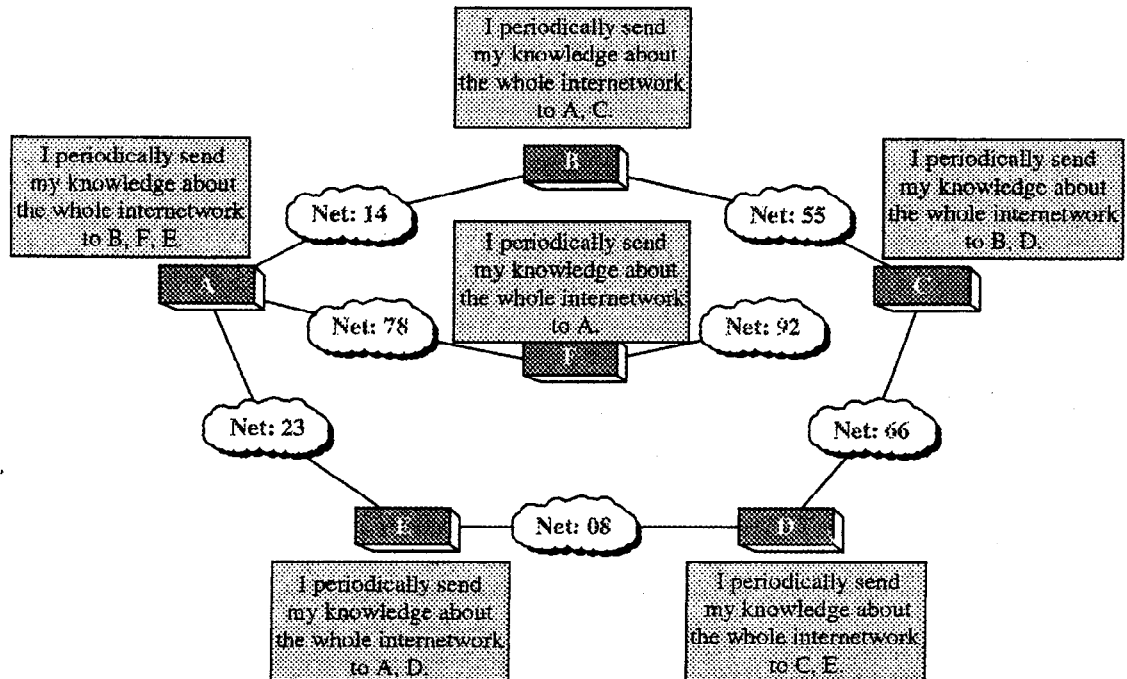 I periodically send
my knowledge about
the whole internetwork
to A, C.
B
I periodically send
my knowledge about
the whole internetwork
to B, F, E.
A
Net: 14
Net: 55
I periodically send
my knowledge about
the whole internetwork
to B, D.
C
I periodically send
my knowledge about
the whole internetwork
to A.
F
Net: 78
Net: 92
Net: 23
Net: 66
E
Net: 08
D
I periodically send
my knowledge about
the whole internetwork
to A, D.
I periodically send
my knowledge about
the whole internetwork
to C, E.